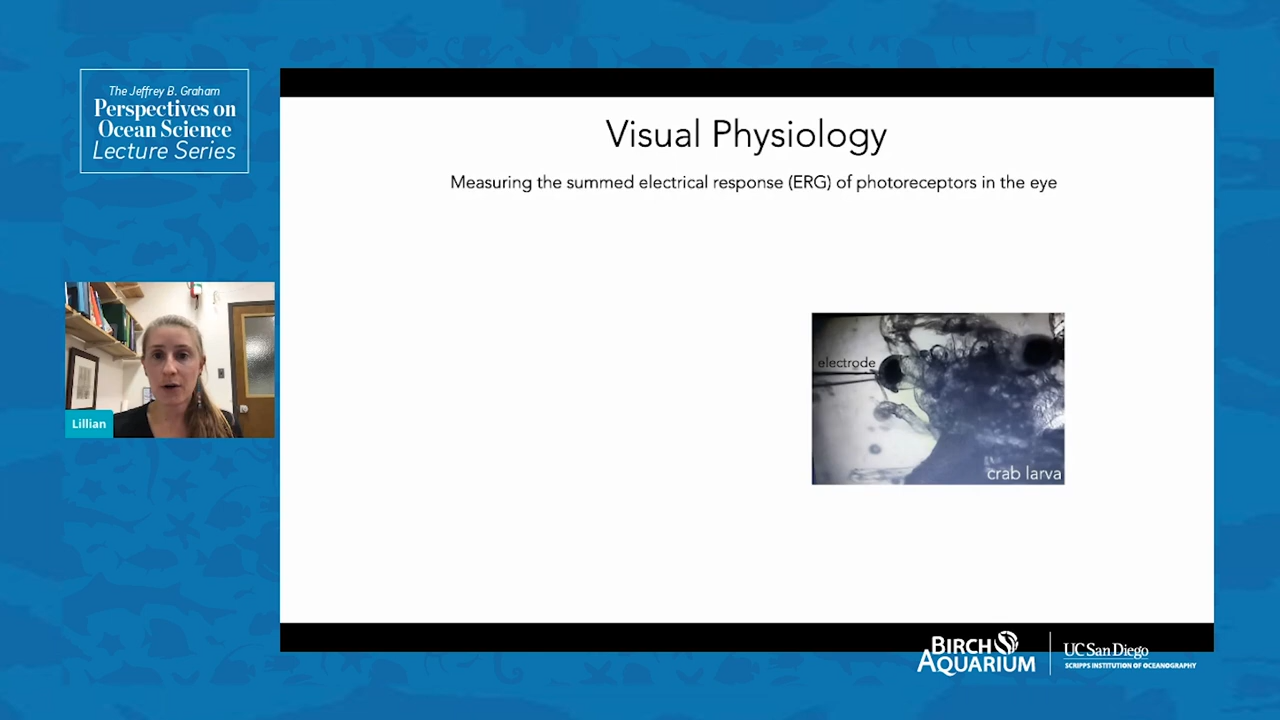 The Jeffrey B. Graham
Perspectives on
Ocean Science
Lecture Series
Lillian
Visual Physiology
Measuring the summed electrical response (ERG) of photoreceptors in the eye
electrode
crab larva
BIRCH
AQUARIUM
UC San Diego
SCRIPPS INSTITUTION OF OCEANOGRAPHY